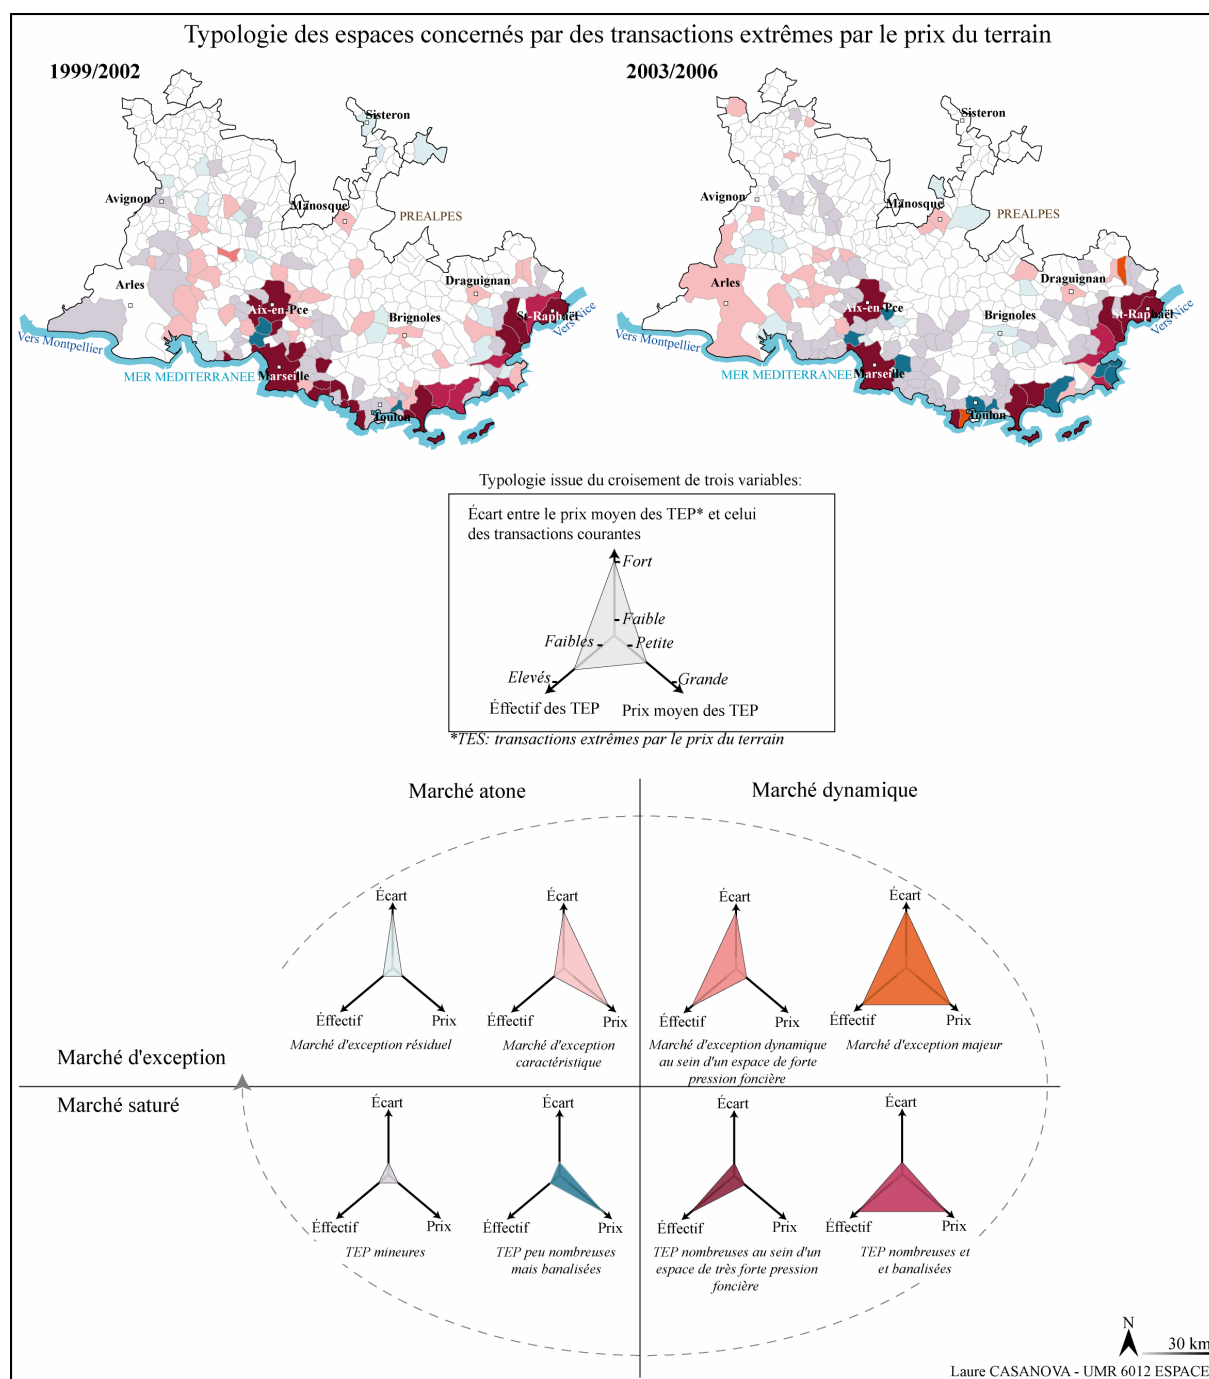 Typologie des espaces concernés par des transactions extrêmes par le prix du terrain
1999/2002
Sisteron
Avignon
Manosque
PREALPES
Arles
Draguignan
Aix-en-Pce
Brignoles
St-Raphaël
Vers Nice
Vers Montpellier
MER MEDITERRANEE
Marseille
Toulon
2003/2006
Sisteron
Avignon
Manosque
PREALPES
Arles
Draguignan
Aix-en-Pce
Brignoles
St-Raphaël
Vers Nice
Vers Montpellier
MER MEDITERRANEE
Marseille
Toulon
Typologie issue du croisement de trois variables:
Écart entre le prix moyen des TEP* et celui
des transactions courantes
Fort
Faible
Faibles
Petite
Elevés
Grande
Éffectif des TEP
Prix moyen des TEP
*TES: transactions extrêmes par le prix du terrain
Marché atone
Marché dynamique
Écart
Éffectif
Prix
Marché d'exception résiduel
Écart
Éffectif
Prix
Marché d'exception
caractéristique
Écart
Éffectif
Prix
Marché d'exception dynamique
au sein d'un espace de forte
pression foncière
Écart
Éffectif
Prix
Marché d'exception majeur
Marché d'exception
Marché saturé
Écart
Éffectif
Prix
TEP mineures
Écart
Éffectif
Prix
TEP peu nombreuses
mais banalisées
Écart
Éffectif
Prix
TEP nombreuses au sein d'un
espace de très forte pression
foncière
Écart
Éffectif
Prix
TEP nombreuses et
et banalisées
N
30 km
Laure CASANOVA - UMR 6012 ESPACE